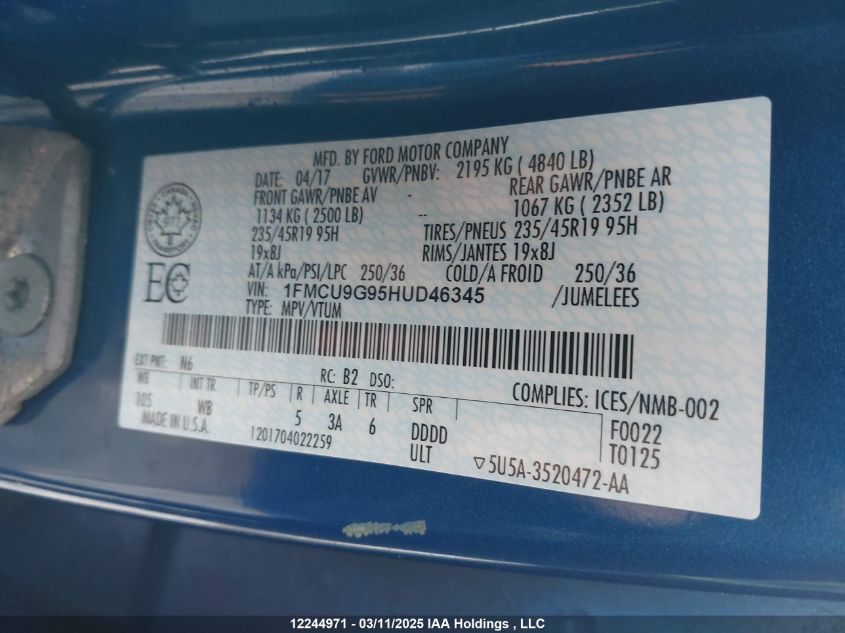 MFD. BY FORD MOTOR COMPANY
DATE: 04/17 GVWR/PNBV: 2195 KG ( 4840 LB)
FRONT GAWR/PNBE AV - REAR GAWR/PNBE AR
1134 KG ( 2500 LB) -- 1067 KG ( 2352 LB)
235/45R19 95H TIRES/PNEUS 235/45R19 95H
19x8J RIMS/JANTES 19x8J
AT/A kPa/PSI/LPC 250/36 COLD/A FROID 250/36
VIN: 1FMCU9G95HUD46345 /JUMELEES
TYPE: MPV/VTUM
EC
EXT PNT: N6 RC: B2 DSO: COMPLIES: ICES/NMB-002
WB INT TR TP/PS R AXLE TR SPR F0022
105 WB 5 3A 6 DDDD T0125
MADE IN U.S.A. 1201704022259 ULT ▽5U5A-3520472-AA
12244971 - 03/11/2025 IAA Holdings , LLC